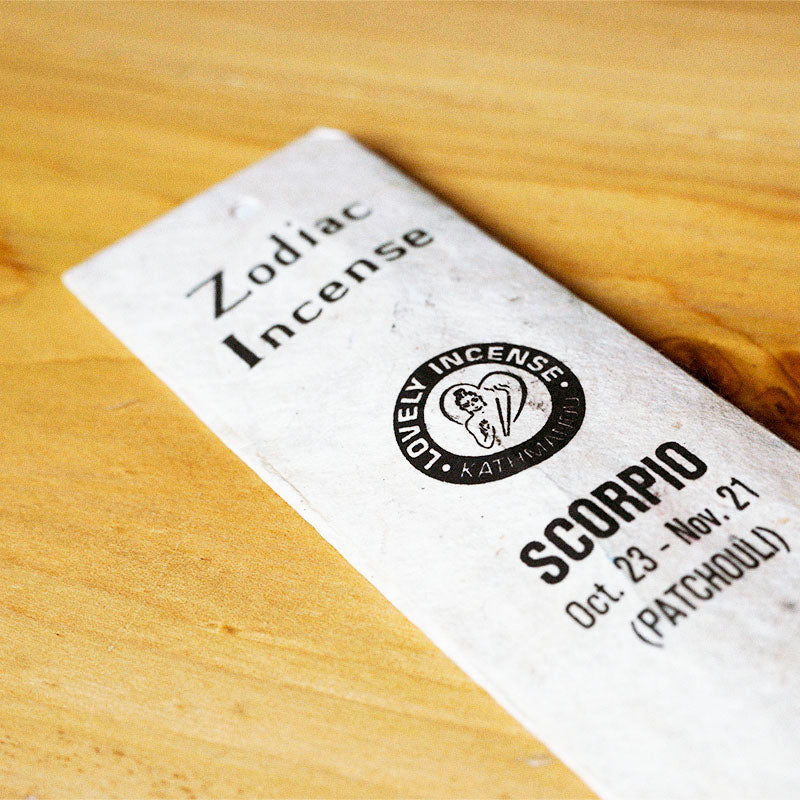 Zodiac
Incense
LOVELY INCENSE
KATHMANDU
SCORPIO
Oct. 23 - Nov. 21
(PATCHOULI)